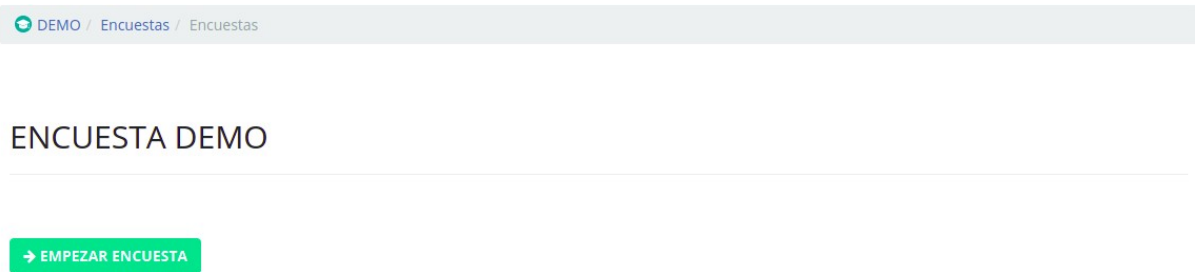 DEMO / Encuestas / Encuestas
ENCUESTA DEMO
EMPEZAR ENCUESTA